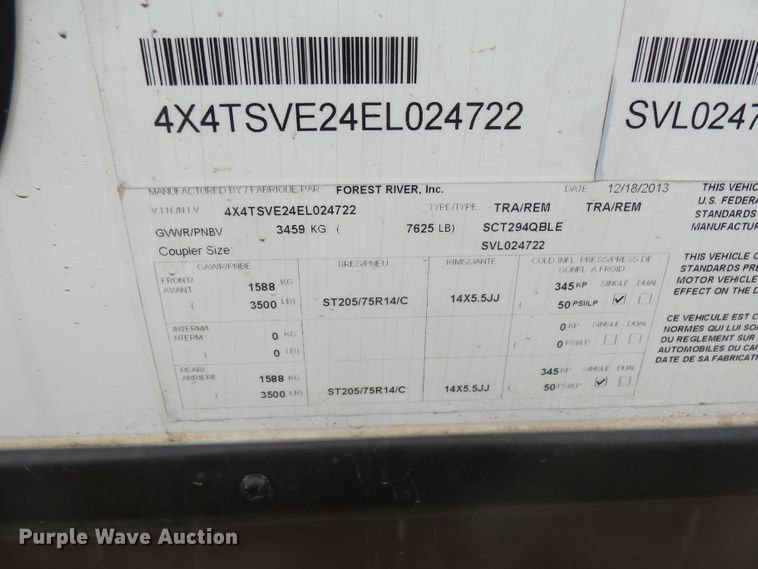 4X4TSVE24EL024722
SVL0247
MANUFACTURED BY / FABRIQUE PAR FOREST RIVER, Inc. DATE 12/18/2013
V.I.N./N.I.V. 4X4TSVE24EL024722 TYPE/TYPE TRA/REM TRA/REM
GVWR/PNBV 3459 KG ( 7625 LB) SCT294QBLE
Coupler Size: SVL024722
GAWR/PNBE TIRES/PNEU RIMS/JANTE COLD INFL. PRESS/PRESS DE GONFL. A FROID
FRONT/ AVANT 1588 KG 345 KP SINGLE DUAL
( 3500 LB) ST205/75R14/C 14X5.5JJ ( 50 PSI/LP
INTERM/I NTERM 0 KG 0 KP SINGLE DUAL
( 0 LB) ( 0 PSI/LP
REAR/ ARRIERE 1588 KG 345 KP SINGLE DUAL
( 3500 LB) ST205/75R14/C 14X5.5JJ ( 50 PSI/LP
THIS VEHIC
U.S. FEDERA
STANDARDS
MANUFACTU
THIS VEHICLE
STANDARDS PRE
MOTOR VEHICLE
EFFECT ON THE D
CE VEHICULE EST C
NORMES QUI LUI SO
DU REGLEMENT SUR
AUTOMOBILES DU CAN
DATE DE SA FABRICATI
Purple Wave Auction